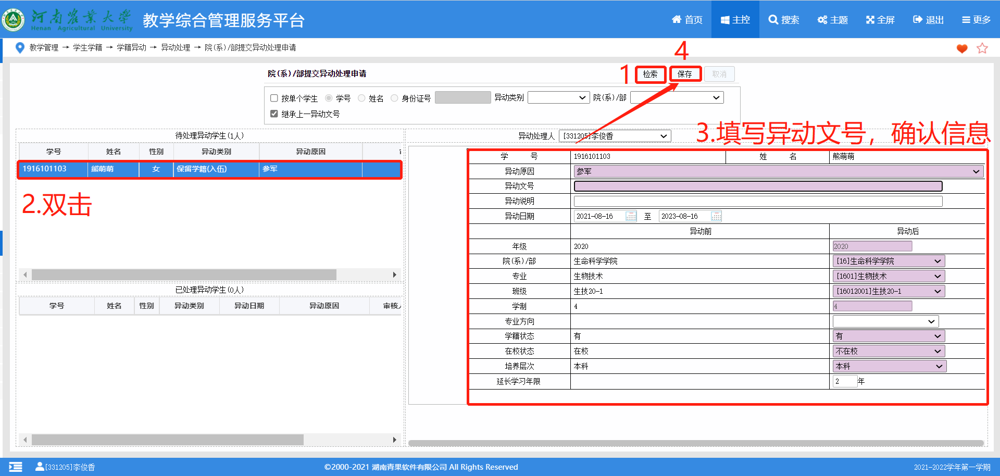 河南农业大学
Henan Agricultural University
教学综合管理服务平台
首页 主控 搜索 主题 全屏 退出 更多
教学管理 → 学生学籍 → 学籍异动 → 异动处理 → 院(系)/部提交异动处理申请
4
院(系)/部提交异动处理申请
1 检索 保存 取消
按单个学生 学号 姓名 身份证号 异动类别 院(系)/部
继承上一异动文号
待处理异动学生(1人)
学号 姓名 性别 异动类别 异动原因
1916101103 熊萌萌 女 保留学籍(入伍) 参军
2.双击
已处理异动学生(0人)
学号 姓名 性别 异动类别 异动日期 异动原因 审核人
异动处理人 [331205]李俊香
3.填写异动文号，确认信息
学 号 1916101103 姓 名 熊萌萌
异动原因 参军
异动文号
异动说明
异动日期 2021-08-16 至 2023-08-16
异动前 异动后
年级 2020 2020
院(系)/部 生命科学学院 [16]生命科学学院
专业 生物技术 [1601]生物技术
班级 生技20-1 [16012001]生技20-1
学制 4 4
专业方向
学籍状态 有 有
在校状态 在校 不在校
培养层次 本科 本科
延长学习年限 2 年
[331205]李俊香
©2000-2021 湖南青果软件有限公司 All Rights Reserved
2021-2022学年第一学期